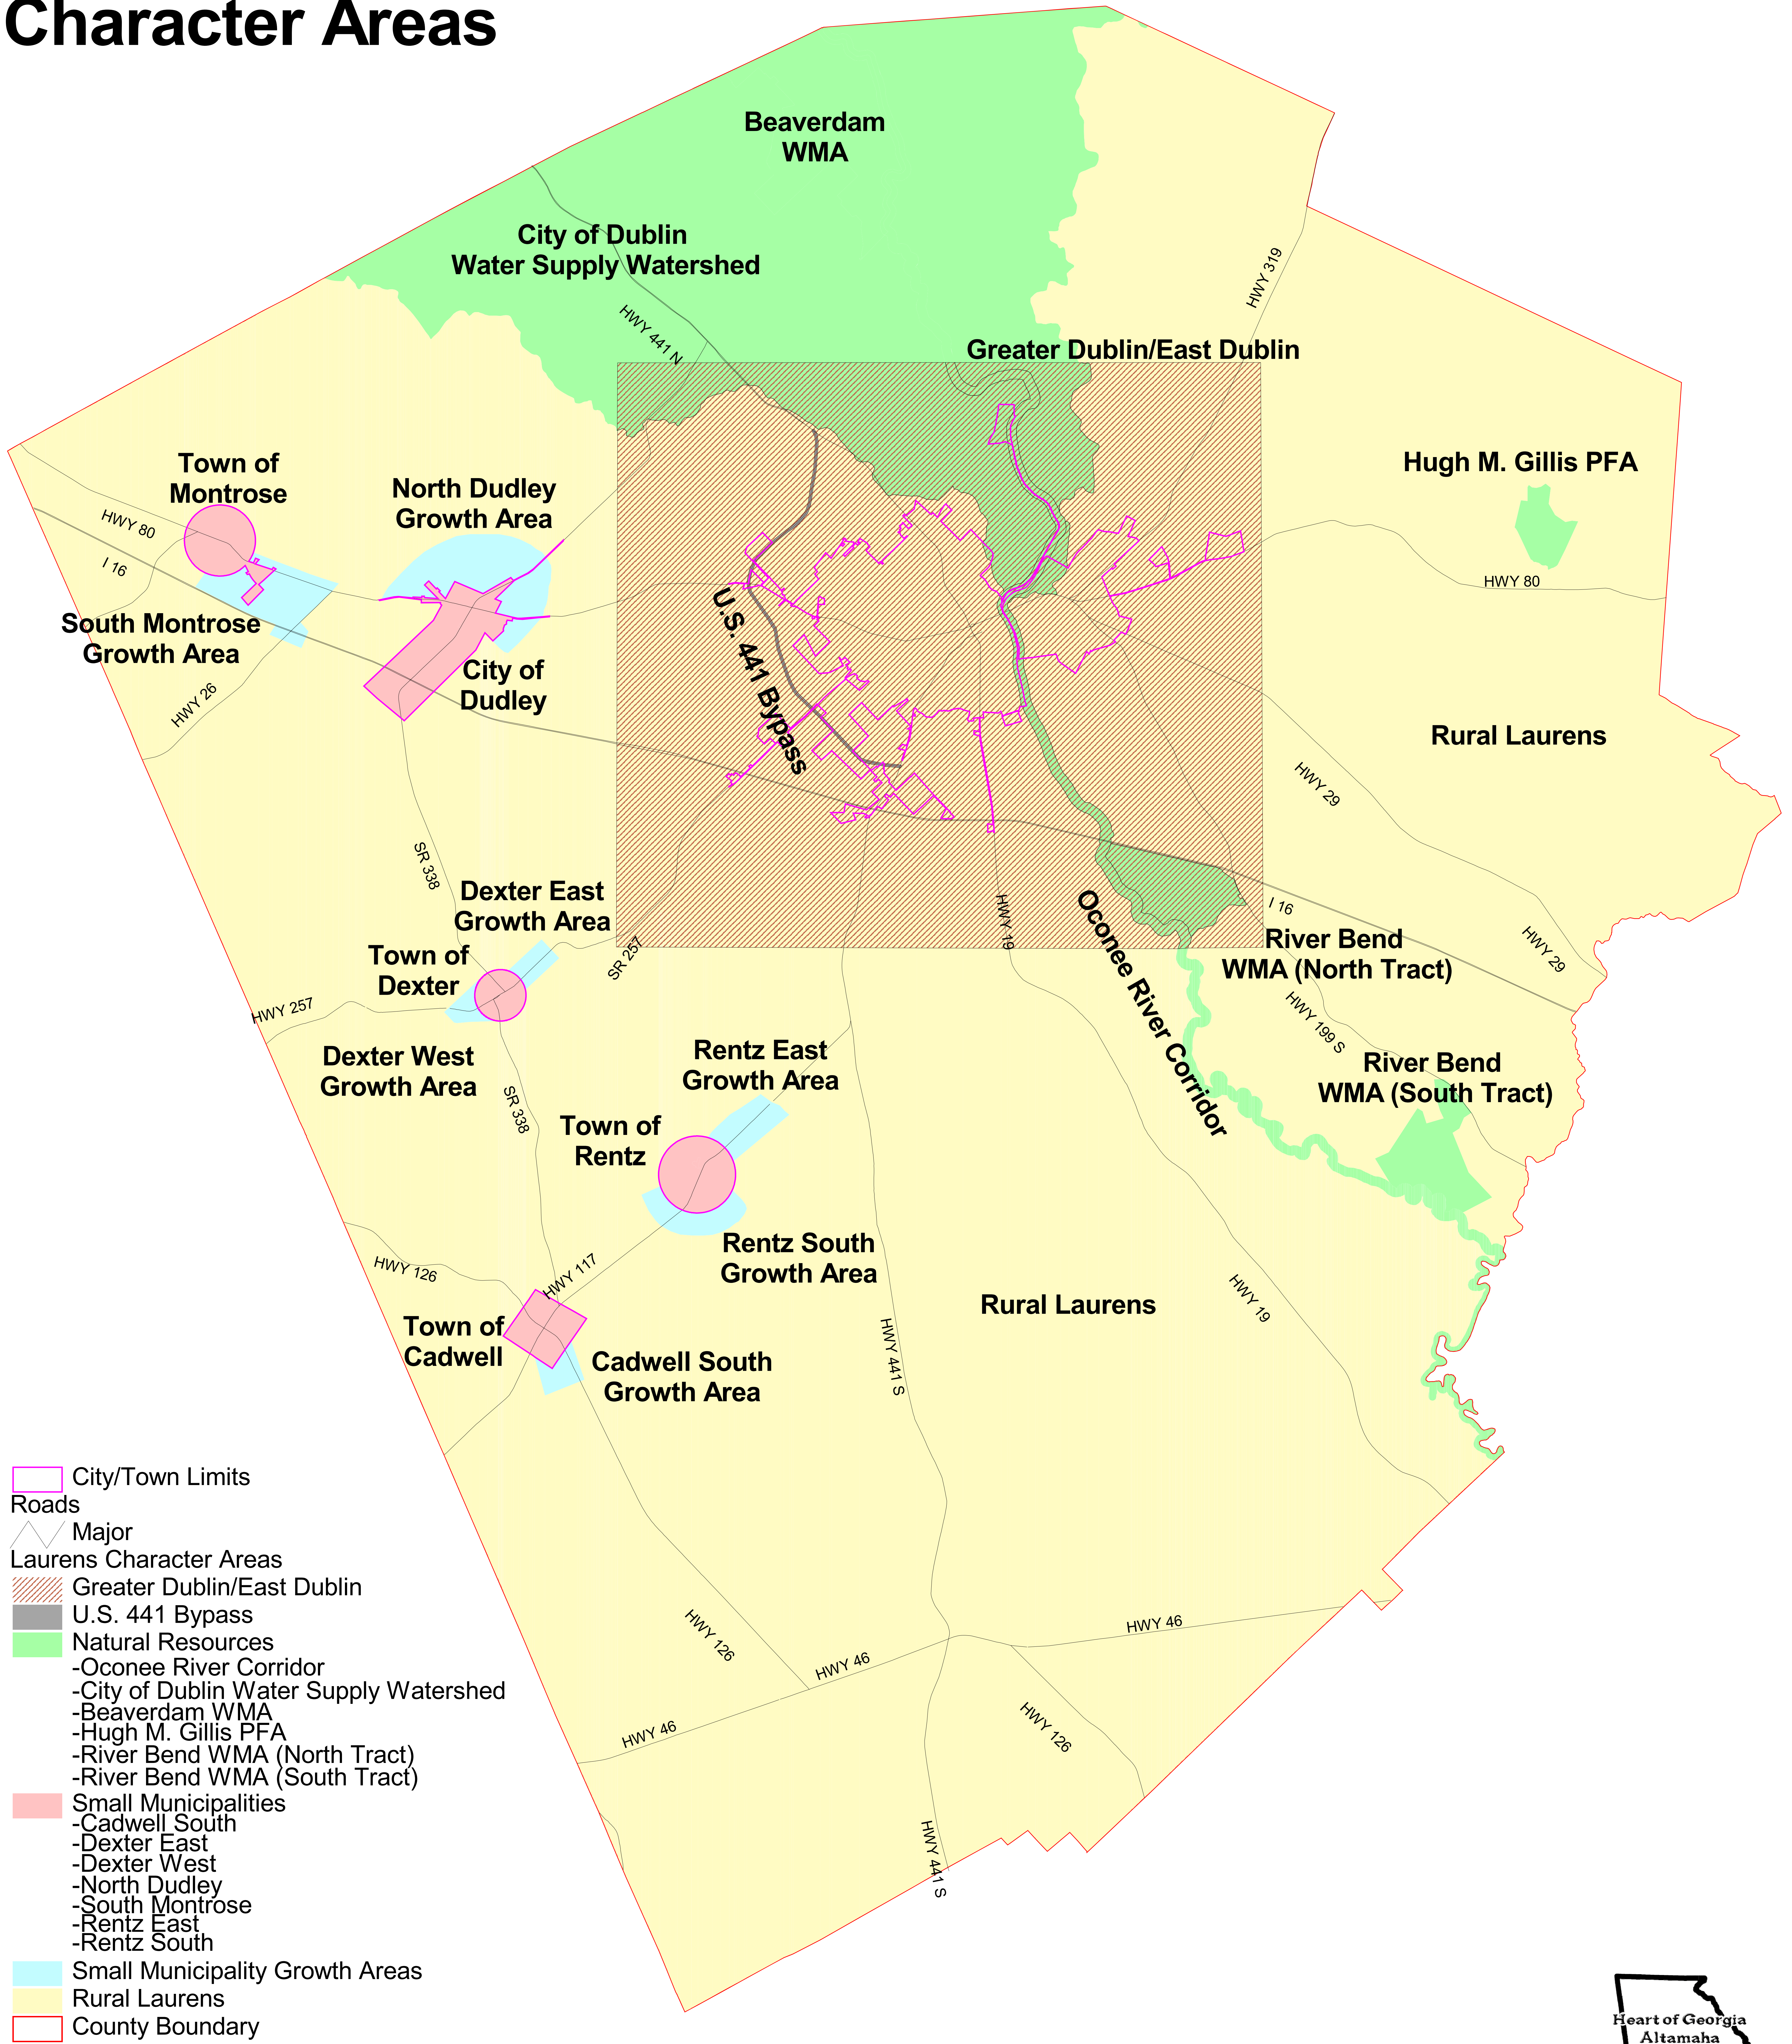 Character Areas
Beaverdam
WMA
City of Dublin
Water Supply Watershed
HWY 319
HWY 441 N
Greater Dublin/East Dublin
Town of
Montrose
North Dudley
Growth Area
Hugh M. Gillis PFA
HWY 80
I 16
HWY 80
South Montrose
Growth Area
U.S. 441 Bypass
City of
Dudley
HWY 26
Rural Laurens
HWY 29
SR 338
Dexter East
Growth Area
Oconee River Corridor
I 16
HWY 19
HWY 29
River Bend
WMA (North Tract)
Town of
Dexter
SR 257
HWY 257
HWY 199 S
Dexter West
Growth Area
Rentz East
Growth Area
River Bend
WMA (South Tract)
SR 338
Town of
Rentz
Rentz South
Growth Area
HWY 126
HWY 117
HWY 19
Rural Laurens
Town of
Cadwell
HWY 441 S
Cadwell South
Growth Area
HWY 126
HWY 46
HWY 46
HWY 46
HWY 126
HWY 441 S
City/Town Limits
Roads
Major
Laurens Character Areas
Greater Dublin/East Dublin
U.S. 441 Bypass
Natural Resources
-Oconee River Corridor
-City of Dublin Water Supply Watershed
-Beaverdam WMA
-Hugh M. Gillis PFA
-River Bend WMA (North Tract)
-River Bend WMA (South Tract)
Small Municipalities
-Cadwell South
-Dexter East
-Dexter West
-North Dudley
-South Montrose
-Rentz East
-Rentz South
Small Municipality Growth Areas
Rural Laurens
County Boundary
Heart of Georgia
Altamaha